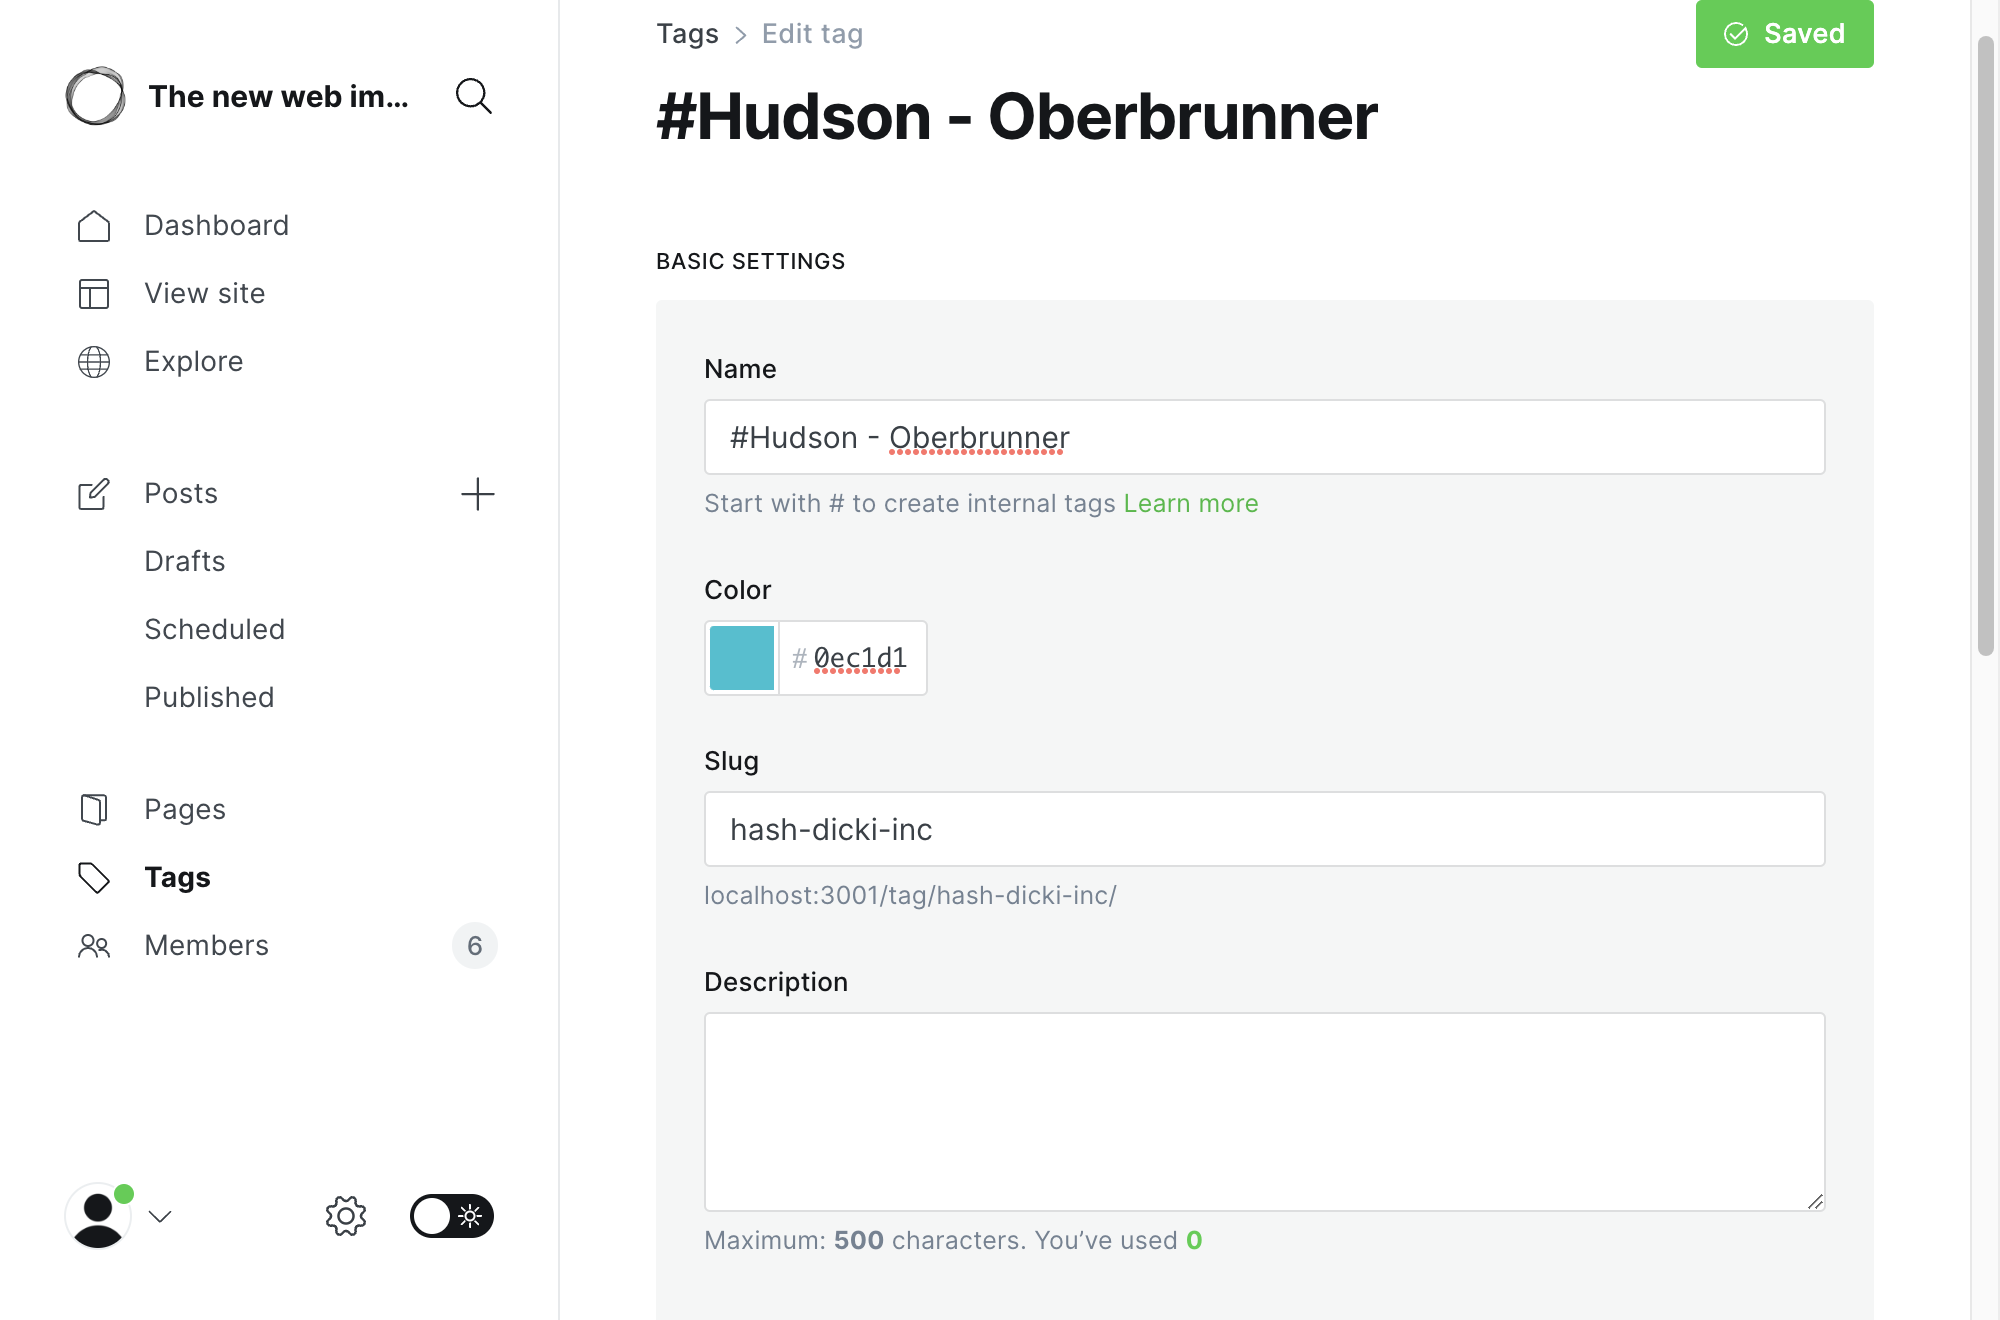 The new web im...
Dashboard
View site
Explore
Posts
Drafts
Scheduled
Published
Pages
Tags
Members
6
Tags > Edit tag
Saved
#Hudson - Oberbrunner
BASIC SETTINGS
Name
#Hudson - Oberbrunner
Start with # to create internal tags Learn more
Color
# 0ec1d1
Slug
hash-dicki-inc
localhost:3001/tag/hash-dicki-inc/
Description
Maximum: 500 characters. You’ve used 0